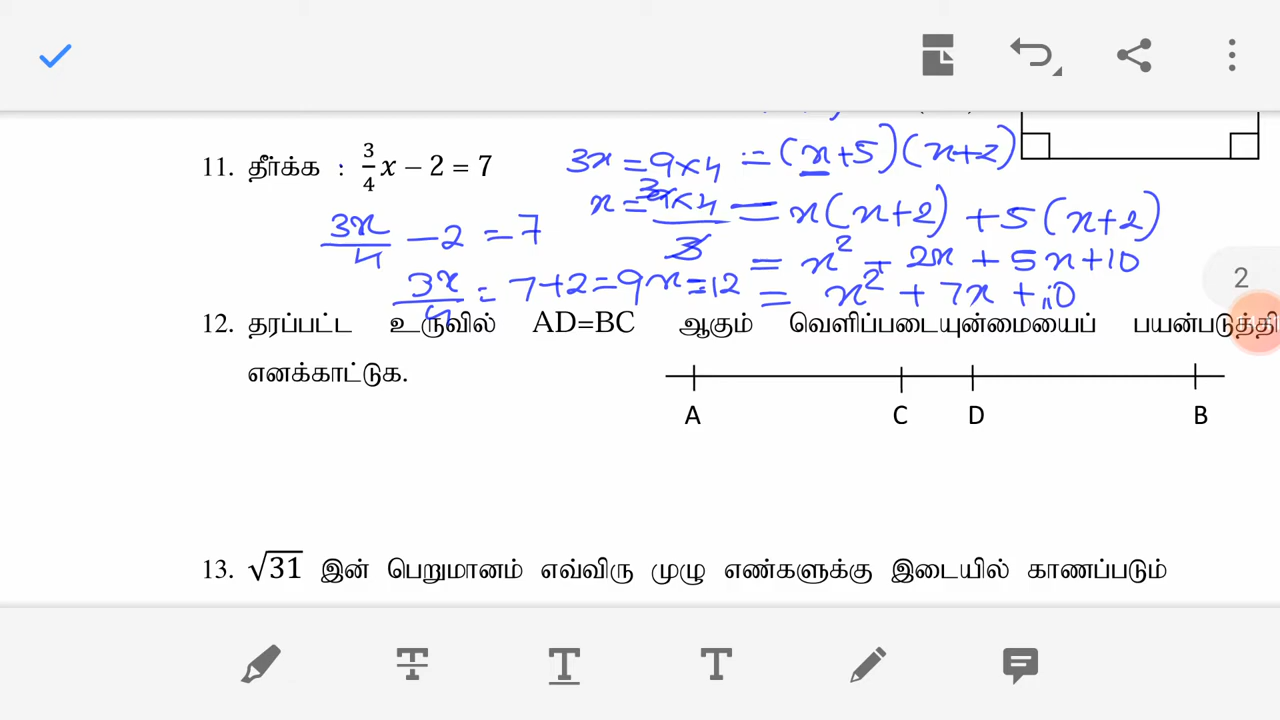 11. தீர்க்க : 3/4 x − 2 = 7
3x = 9×4 = (x+5)(x+2)
x = 9×4/3 = x(x+2) +5(x+2)
3x/4 −2 =7
= x² + 2x + 5x+10
3x/4 = 7+2=9 x=12 = x² + 7x +10
2
12. தரப்பட்ட உருவில் AD=BC ஆகும் வெளிப்படையுன்மையைப் பயன்படுத்தி
எனக்காட்டுக.
A C D B
13. √31 இன் பெறுமானம் எவ்விரு முழு எண்களுக்கு இடையில் காணப்படும்
T T T